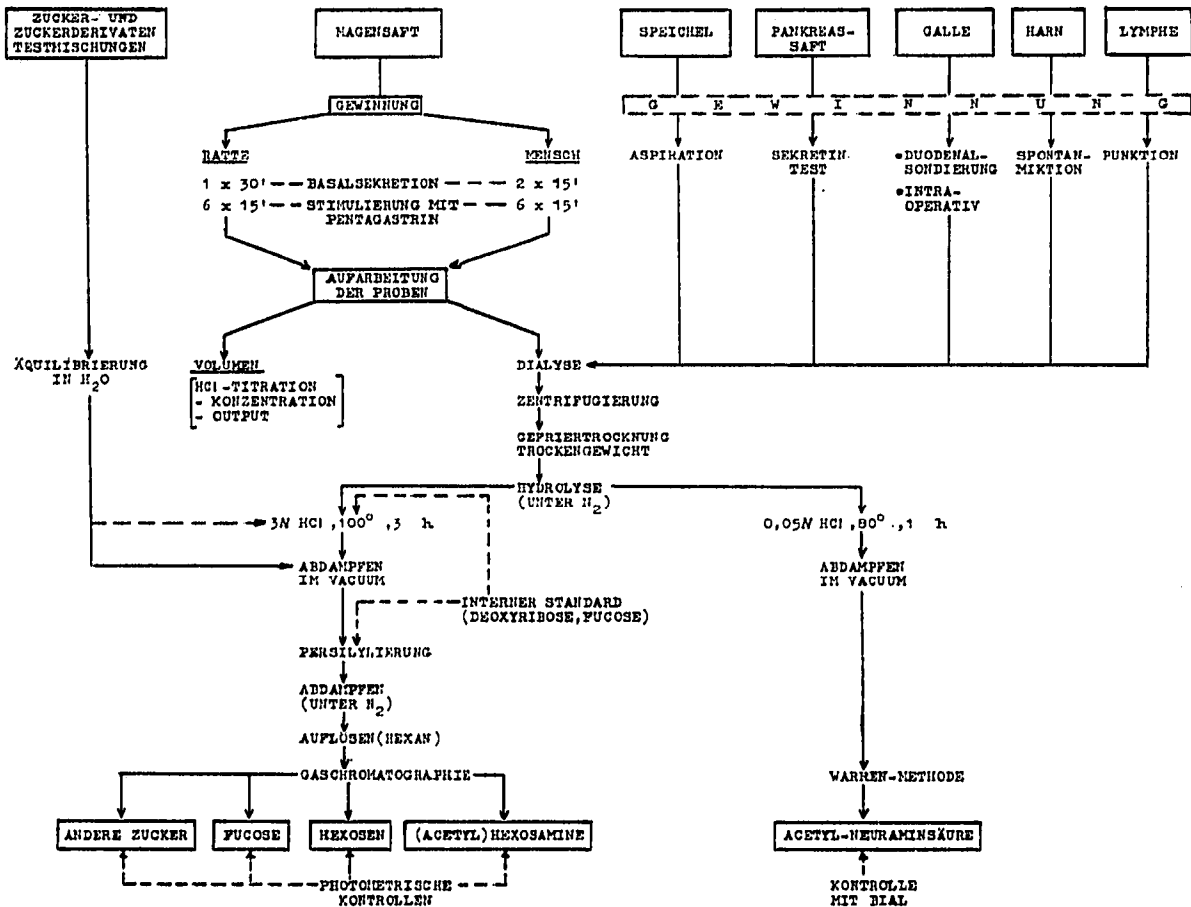 ZUCKER- UND
ZUCKERDERIVATEN
TESTMISCHUNGEN
MAGENSAFT
SPEICHEL
PANKREAS-
SAFT
GALLE
HARN
LYMPHE
GEWINNUNG
G E W I N N U N G
RATTE
MENSCH
ASPIRATION
SEKRETIN
TEST
•DUODENAL-
SONDIERUNG
•INTRA-
OPERATIV
SPONTAN-
MIKTION
PUNKTION
1 x 30' -- BASALSEKRETION -- 2 x 15'
6 x 15' -- STIMULIERUNG MIT -- 6 x 15'
PENTAGASTRIN
AUFARBEITUNG
DER PROBEN
ÄQUILIBRIERUNG
IN H2O
VOLUMEN
[HCl-TITRATION
- KONZENTRATION
- OUTPUT]
DIALYSE
ZENTRIFUGIERUNG
GEFRIERTROCKNUNG
TROCKENGEWICHT
HYDROLYSE
(UNTER N2)
3N HCl ,100° ,3 h
0,05N HCl ,80° .,1 h
ABDAMPFEN
IM VACUUM
ABDAMPFEN
IM VACUUM
INTERNER STANDARD
(DEOXYRIBOSE,FUCOSE)
PERSILYLIERUNG
ABDAMPFEN
(UNTER N2)
AUFLÖSEN(HEXAN)
GASCHROMATOGRAPHIE
WARREN-METHODE
ANDERE ZUCKER
FUCOSE
HEXOSEN
(ACETYL)HEXOSAMINE
ACETYL-NEURAMINSÄURE
PHOTOMETRISCHE
KONTROLLEN
KONTROLLE
MIT BIAL